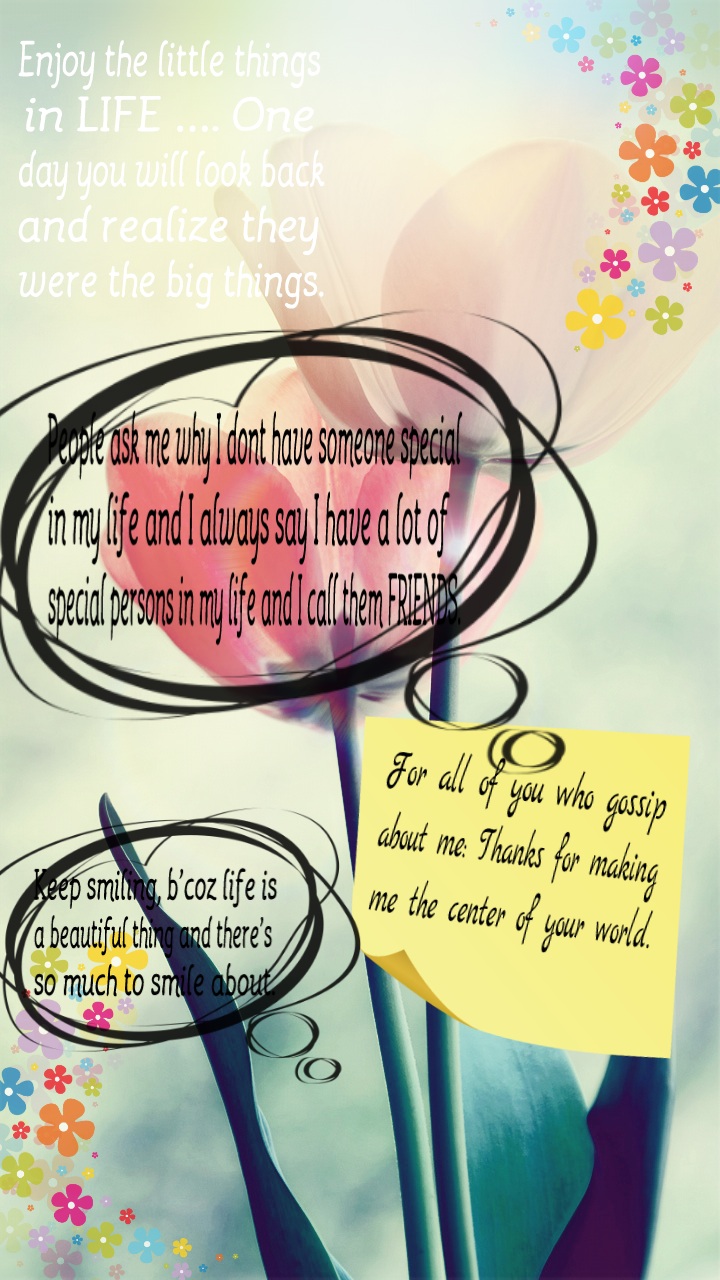 Enjoy the little things
in LIFE .... One
day you will look back
and realize they
were the big things.
People ask me why I dont have someone special
in my life and I always say I have a lot of
special persons in my life and I call them FRIENDS.
For all of you who gossip
about me: Thanks for making
me the center of your world.
Keep smiling, b'coz life is
a beautiful thing and there's
so much to smile about.